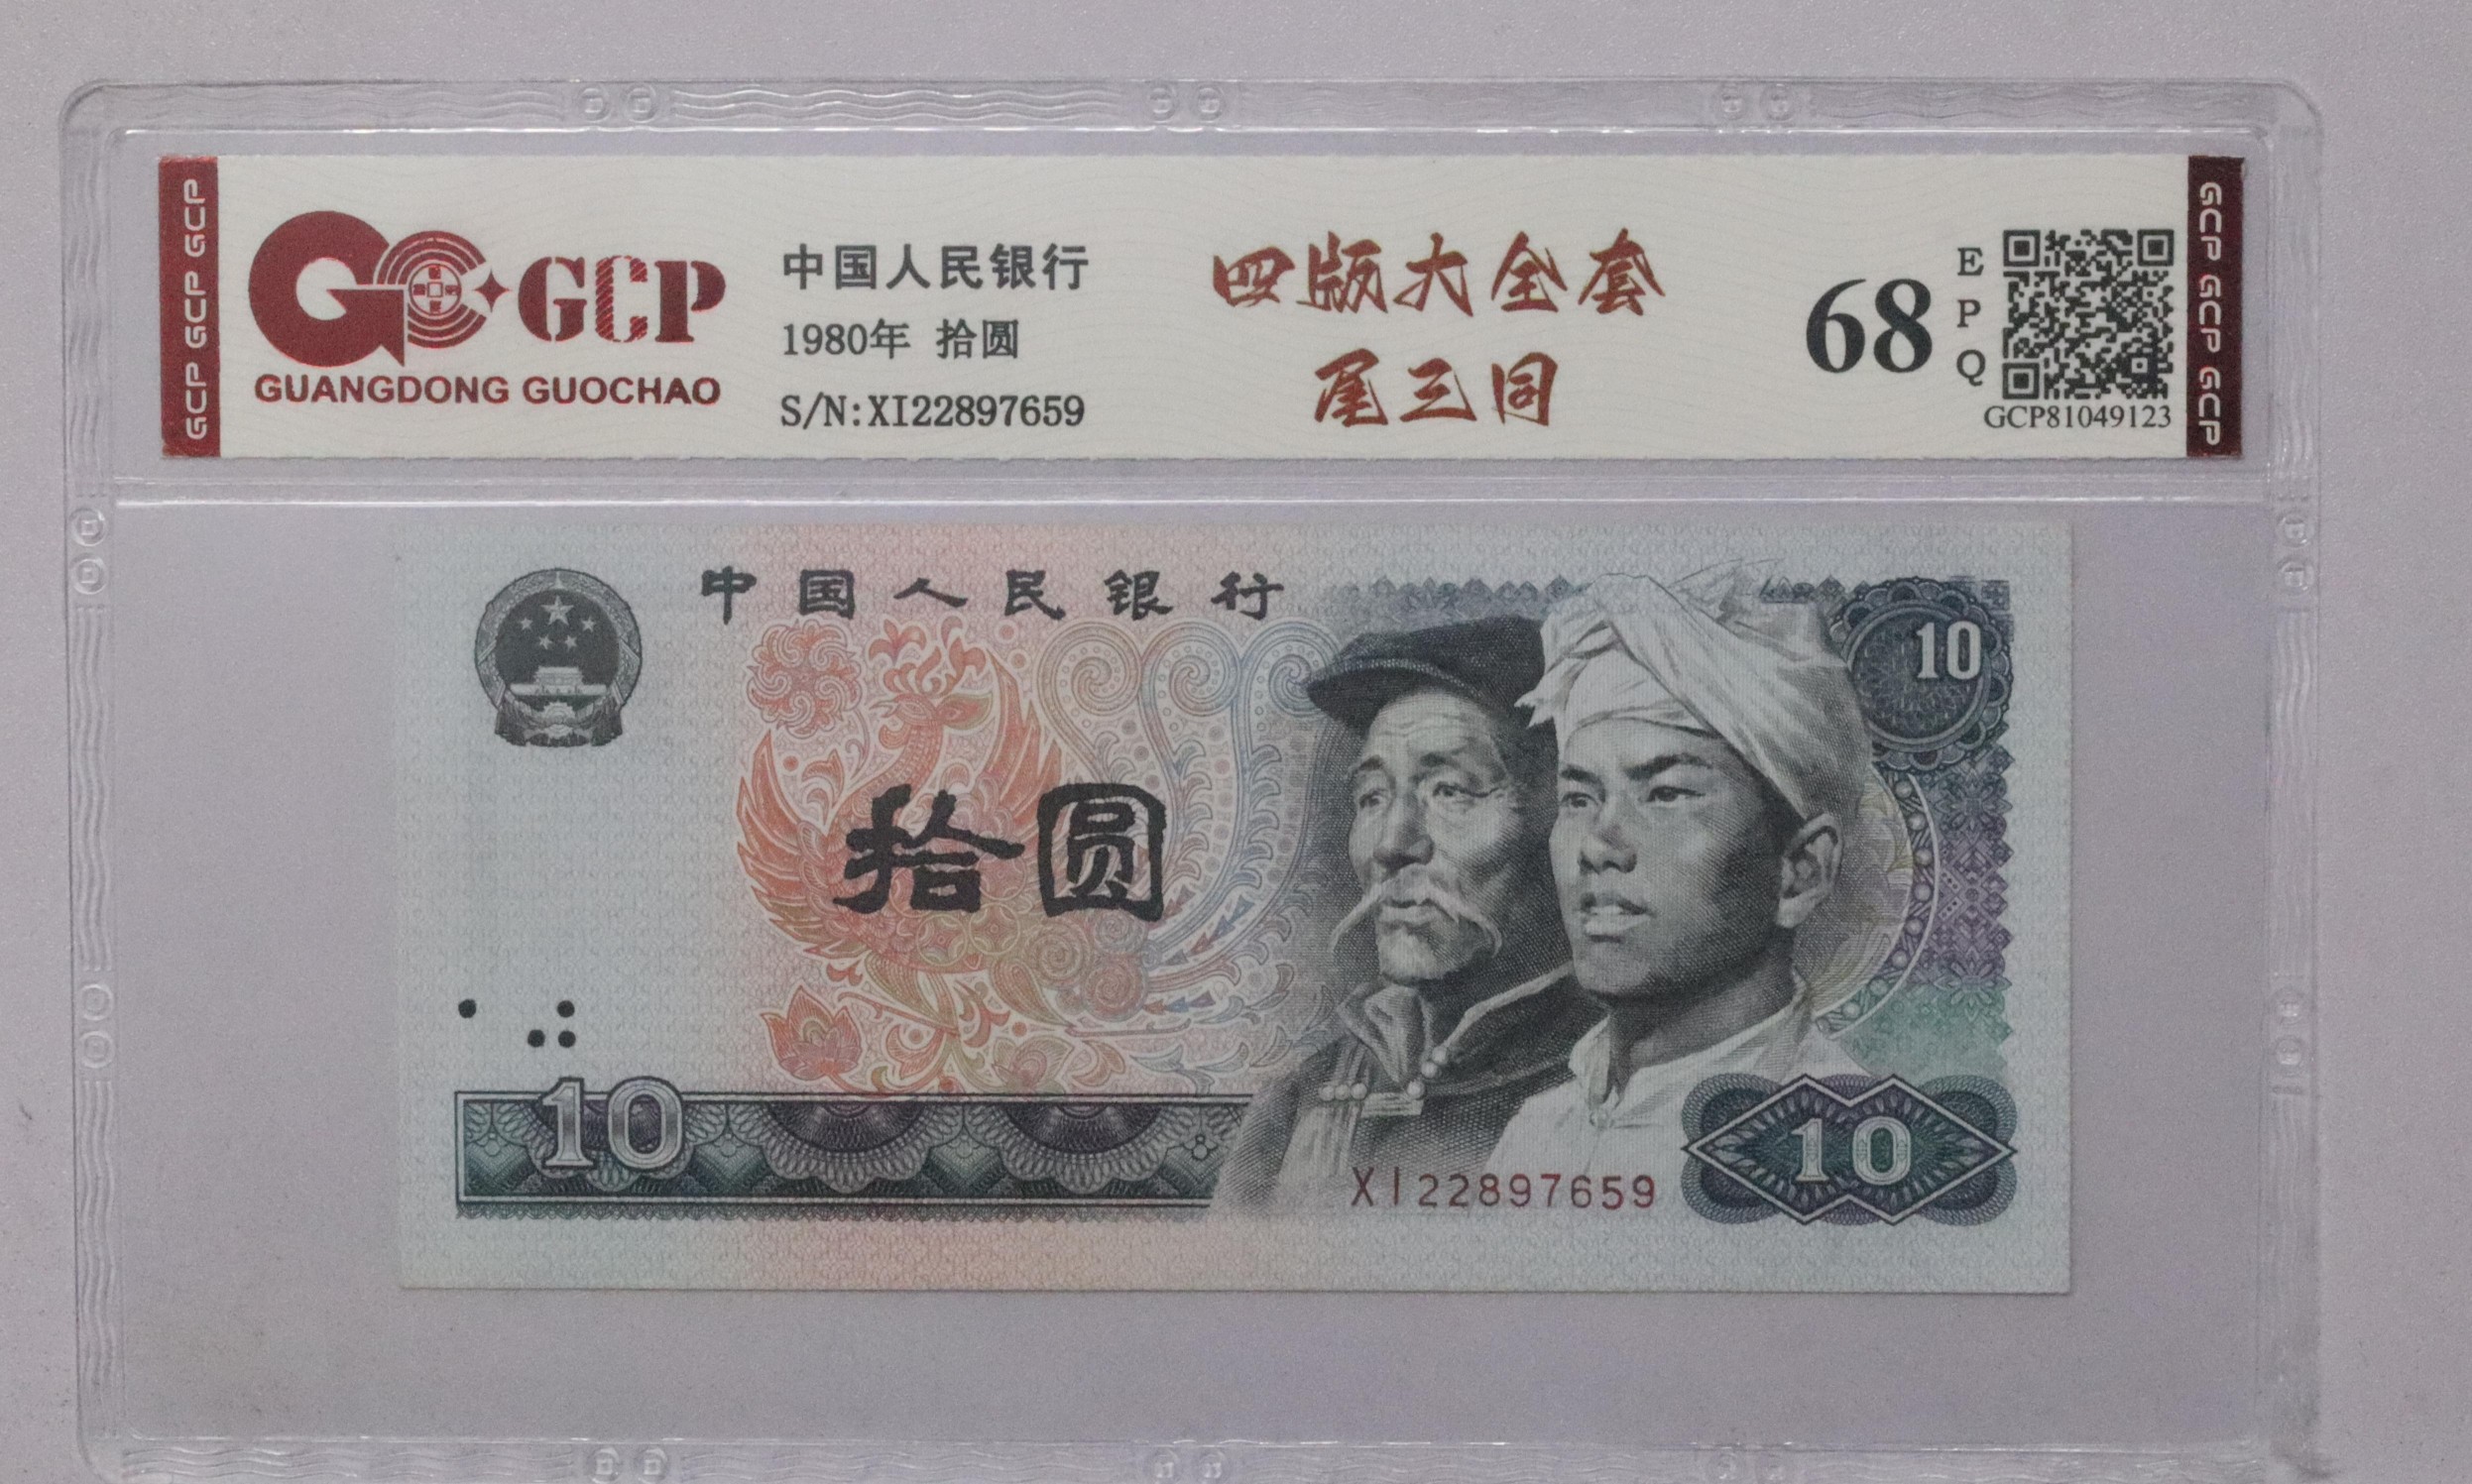 GCP GCP GCP
GCP
GUANGDONG GUOCHAO
中国人民银行
1980年 拾圆
S/N:XI22897659
四版大全套
尾三同
68
EPQ
GCP81049123
GCP GCP GCP
中国人民银行
10
拾圆
10
XI22897659
10